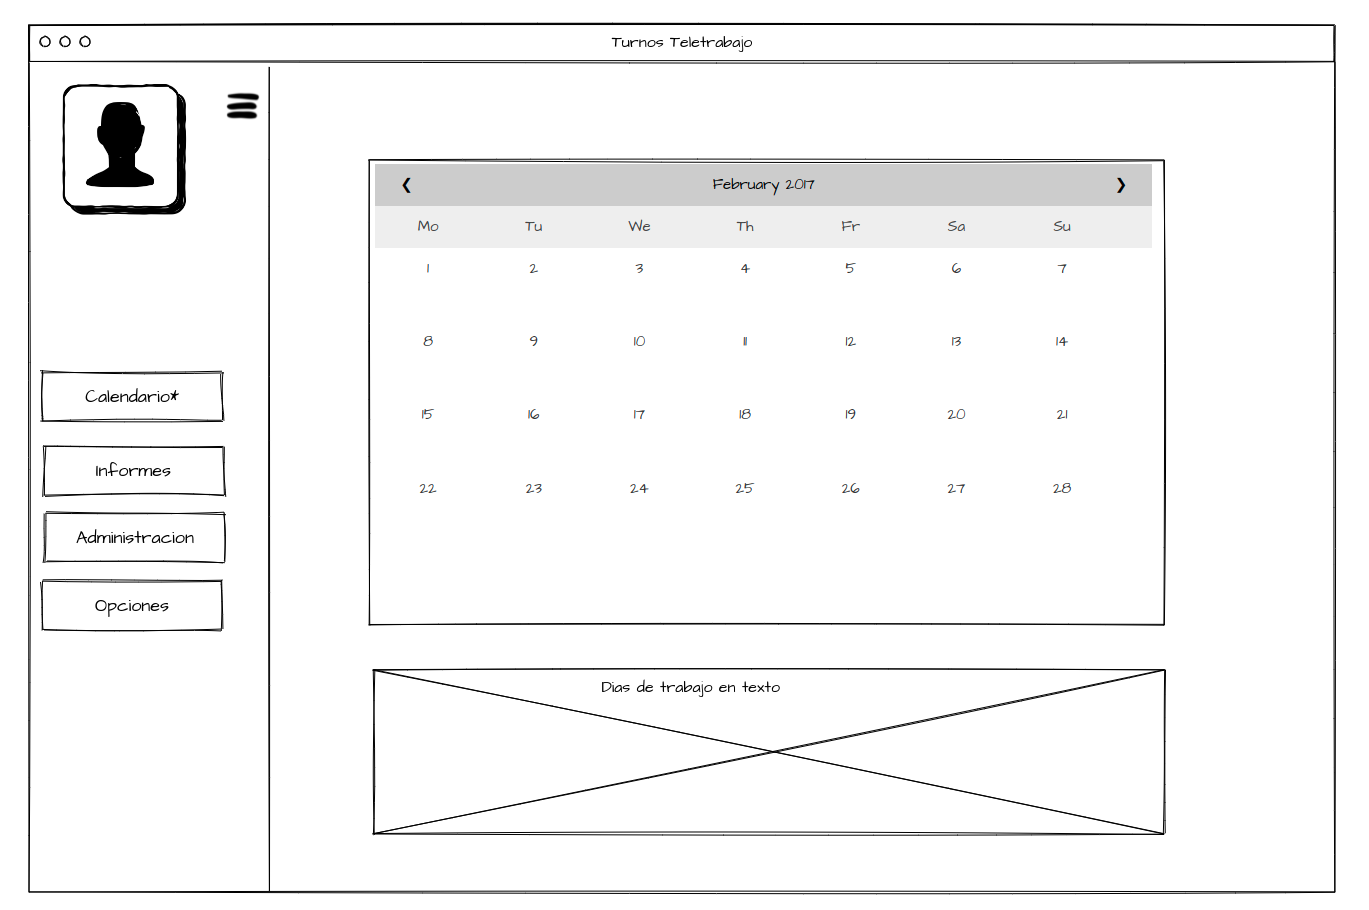 Turnos Teletrabajo
Calendario*
Informes
Administracion
Opciones
❮ February 2017 ❯
Mo Tu We Th Fr Sa Su
1 2 3 4 5 6 7
8 9 10 11 12 13 14
15 16 17 18 19 20 21
22 23 24 25 26 27 28
Dias de trabajo en texto